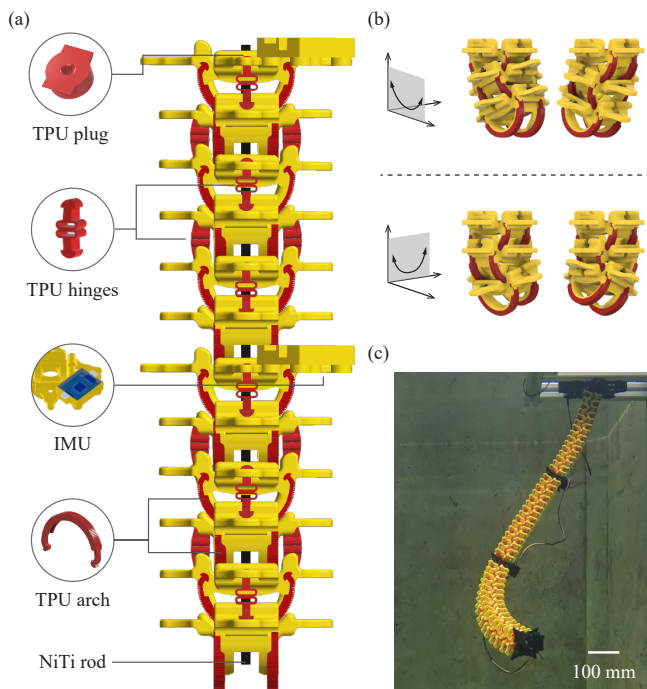 (a)
TPU plug
TPU hinges
IMU
TPU arch
NiTi rod
(b)
(c)
100 mm